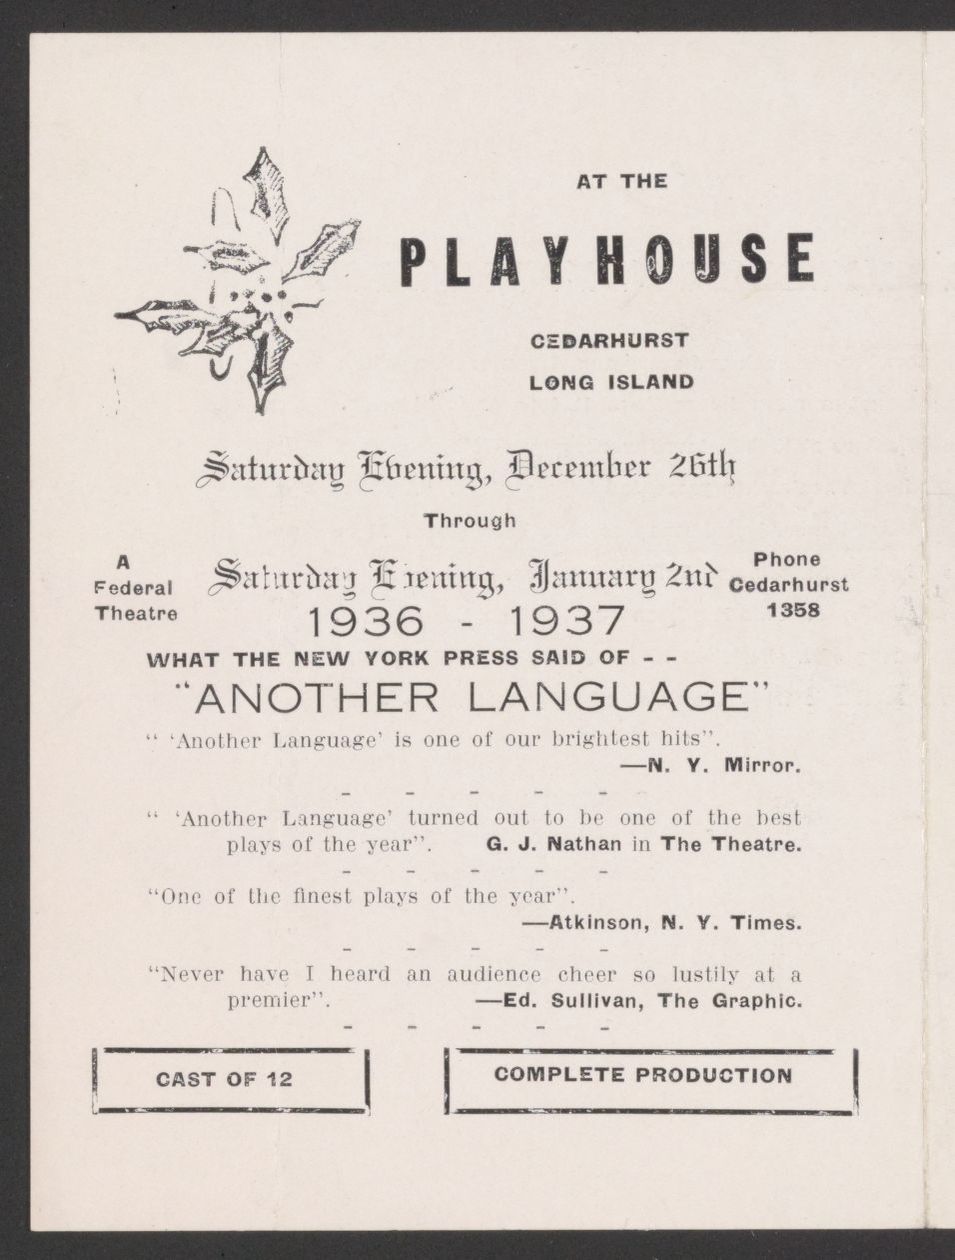 AT THE
PLAYHOUSE
CEDARHURST
LONG ISLAND
Saturday Evening, December 26th
Through
A
Federal
Theatre
Saturday Evening, January 2nd
Phone
Cedarhurst
1358
1936 - 1937
WHAT THE NEW YORK PRESS SAID OF - -
"ANOTHER LANGUAGE"
" 'Another Language' is one of our brightest hits".
—N. Y. Mirror.
- - - - -
" 'Another Language' turned out to be one of the best
plays of the year". G. J. Nathan in The Theatre.
- - - - -
"One of the finest plays of the year".
—Atkinson, N. Y. Times.
- - - - -
"Never have I heard an audience cheer so lustily at a
premier". —Ed. Sullivan, The Graphic.
- - - - -
CAST OF 12
COMPLETE PRODUCTION